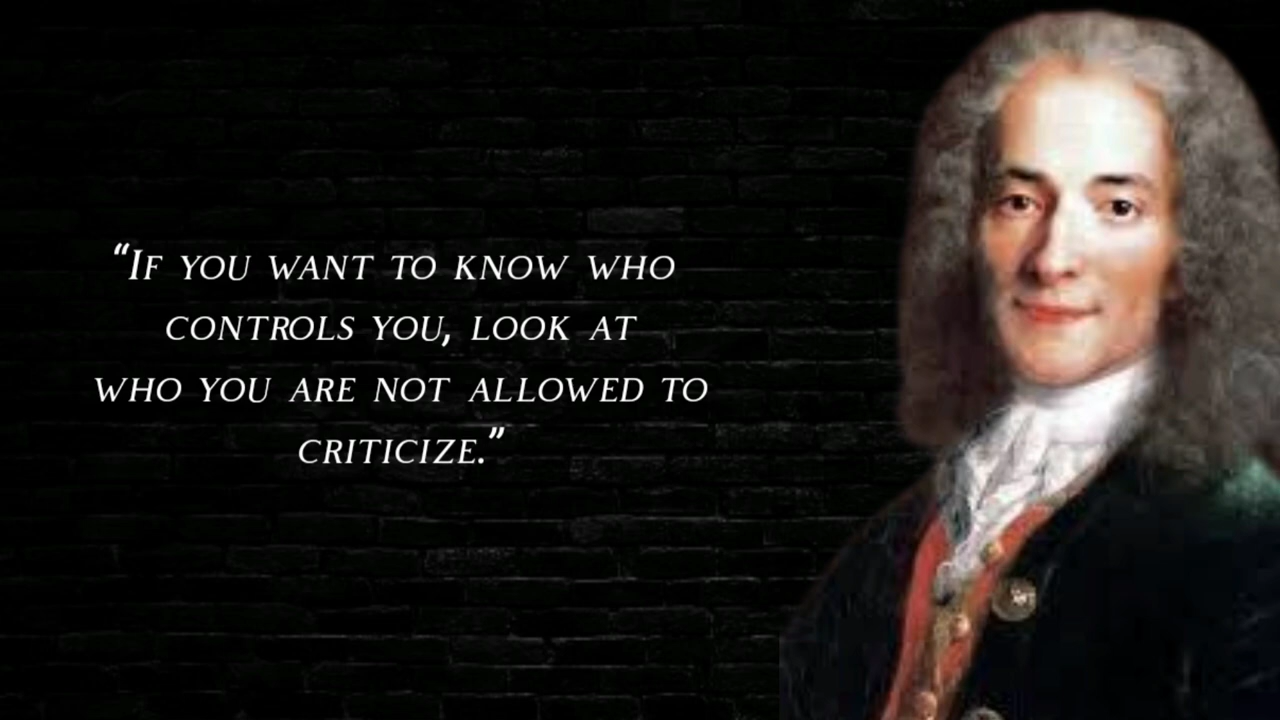 “If you want to know who
controls you, look at
who you are not allowed to
criticize.”